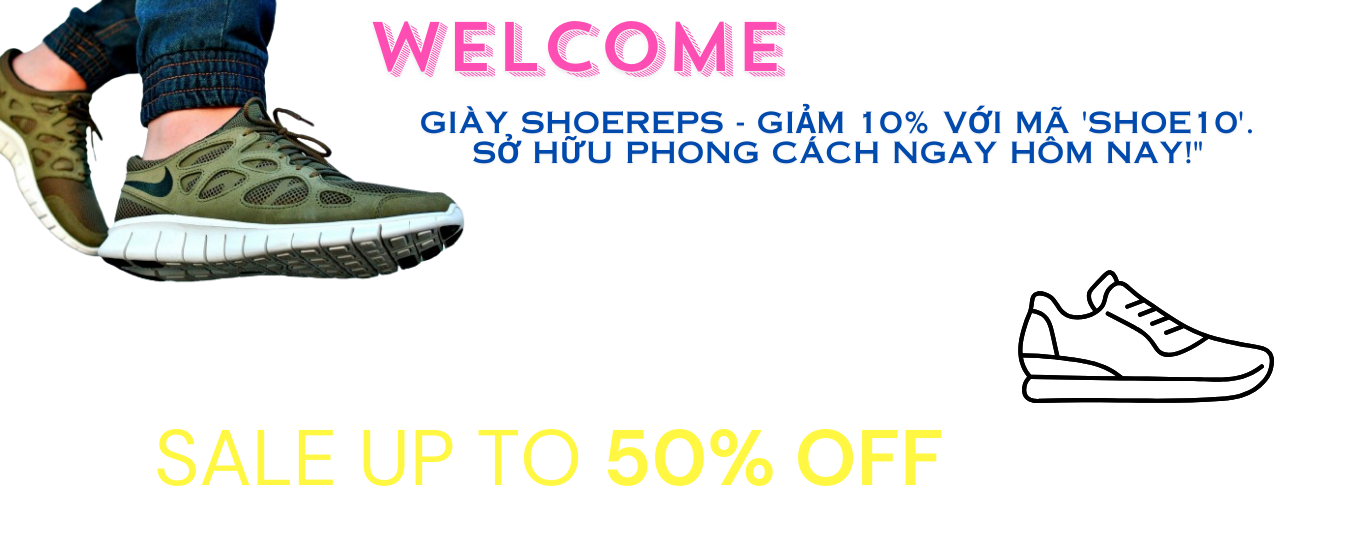 WELCOME
GIÀY SHOEREPS - GIẢM 10% VỚI MÃ 'SHOE10'.
SỞ HỮU PHONG CÁCH NGAY HÔM NAY!"
SALE UP TO 50% OFF